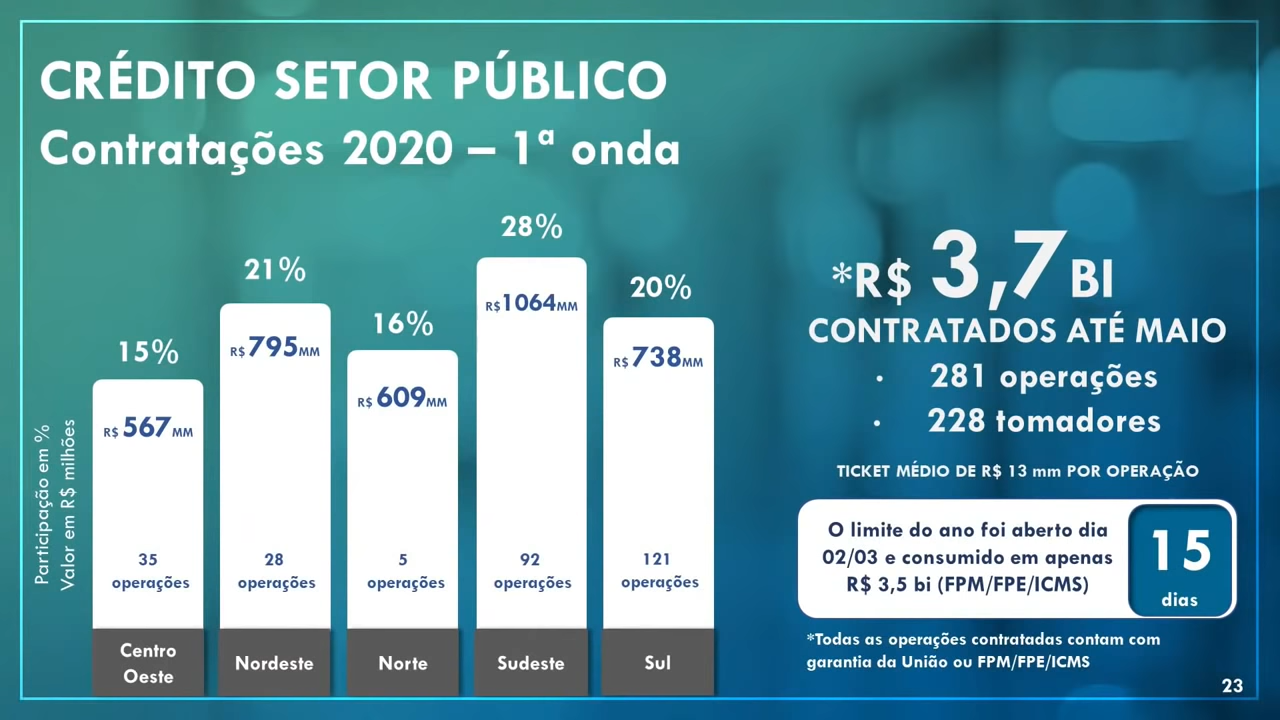 CRÉDITO SETOR PÚBLICO
Contratações 2020 – 1ª onda
Participação em %
Valor em R$ milhões
15%
R$ 567MM
35
operações
Centro
Oeste
21%
R$ 795MM
28
operações
Nordeste
16%
R$ 609MM
5
operações
Norte
28%
R$1064MM
92
operações
Sudeste
20%
R$ 738MM
121
operações
Sul
*R$ 3,7 BI
CONTRATADOS ATÉ MAIO
• 281 operações
• 228 tomadores
TICKET MÉDIO DE R$ 13 mm POR OPERAÇÃO
O limite do ano foi aberto dia
02/03 e consumido em apenas
R$ 3,5 bi (FPM/FPE/ICMS)
15
dias
*Todas as operações contratadas contam com
garantia da União ou FPM/FPE/ICMS
23